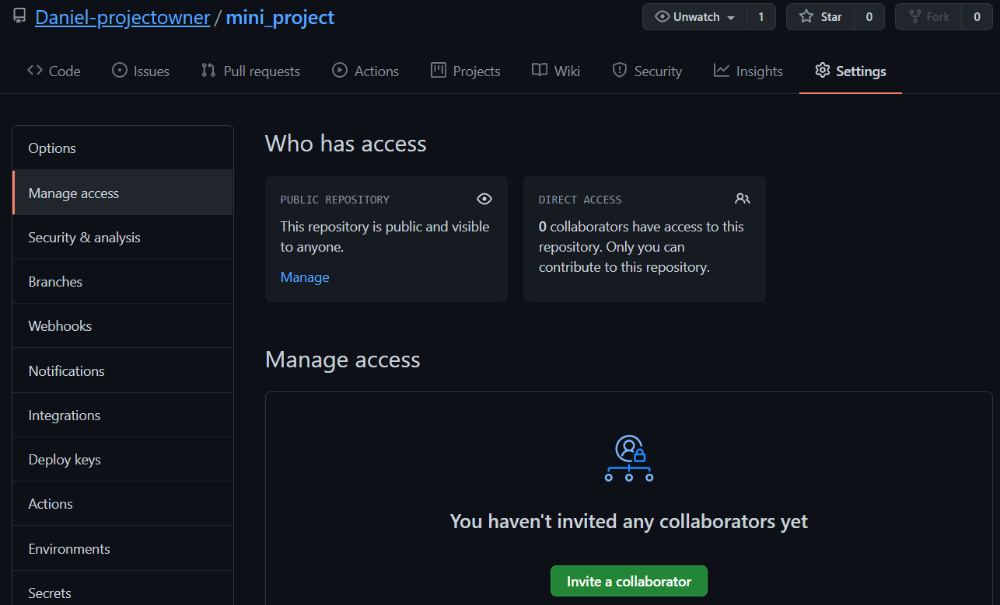 Daniel-projectowner / mini_project
Unwatch 1 Star 0 Fork 0
Code Issues Pull requests Actions Projects Wiki Security Insights Settings
Options
Manage access
Security & analysis
Branches
Webhooks
Notifications
Integrations
Deploy keys
Actions
Environments
Secrets
Who has access
PUBLIC REPOSITORY
This repository is public and visible
to anyone.
Manage
DIRECT ACCESS
0 collaborators have access to this
repository. Only you can
contribute to this repository.
Manage access
You haven't invited any collaborators yet
Invite a collaborator